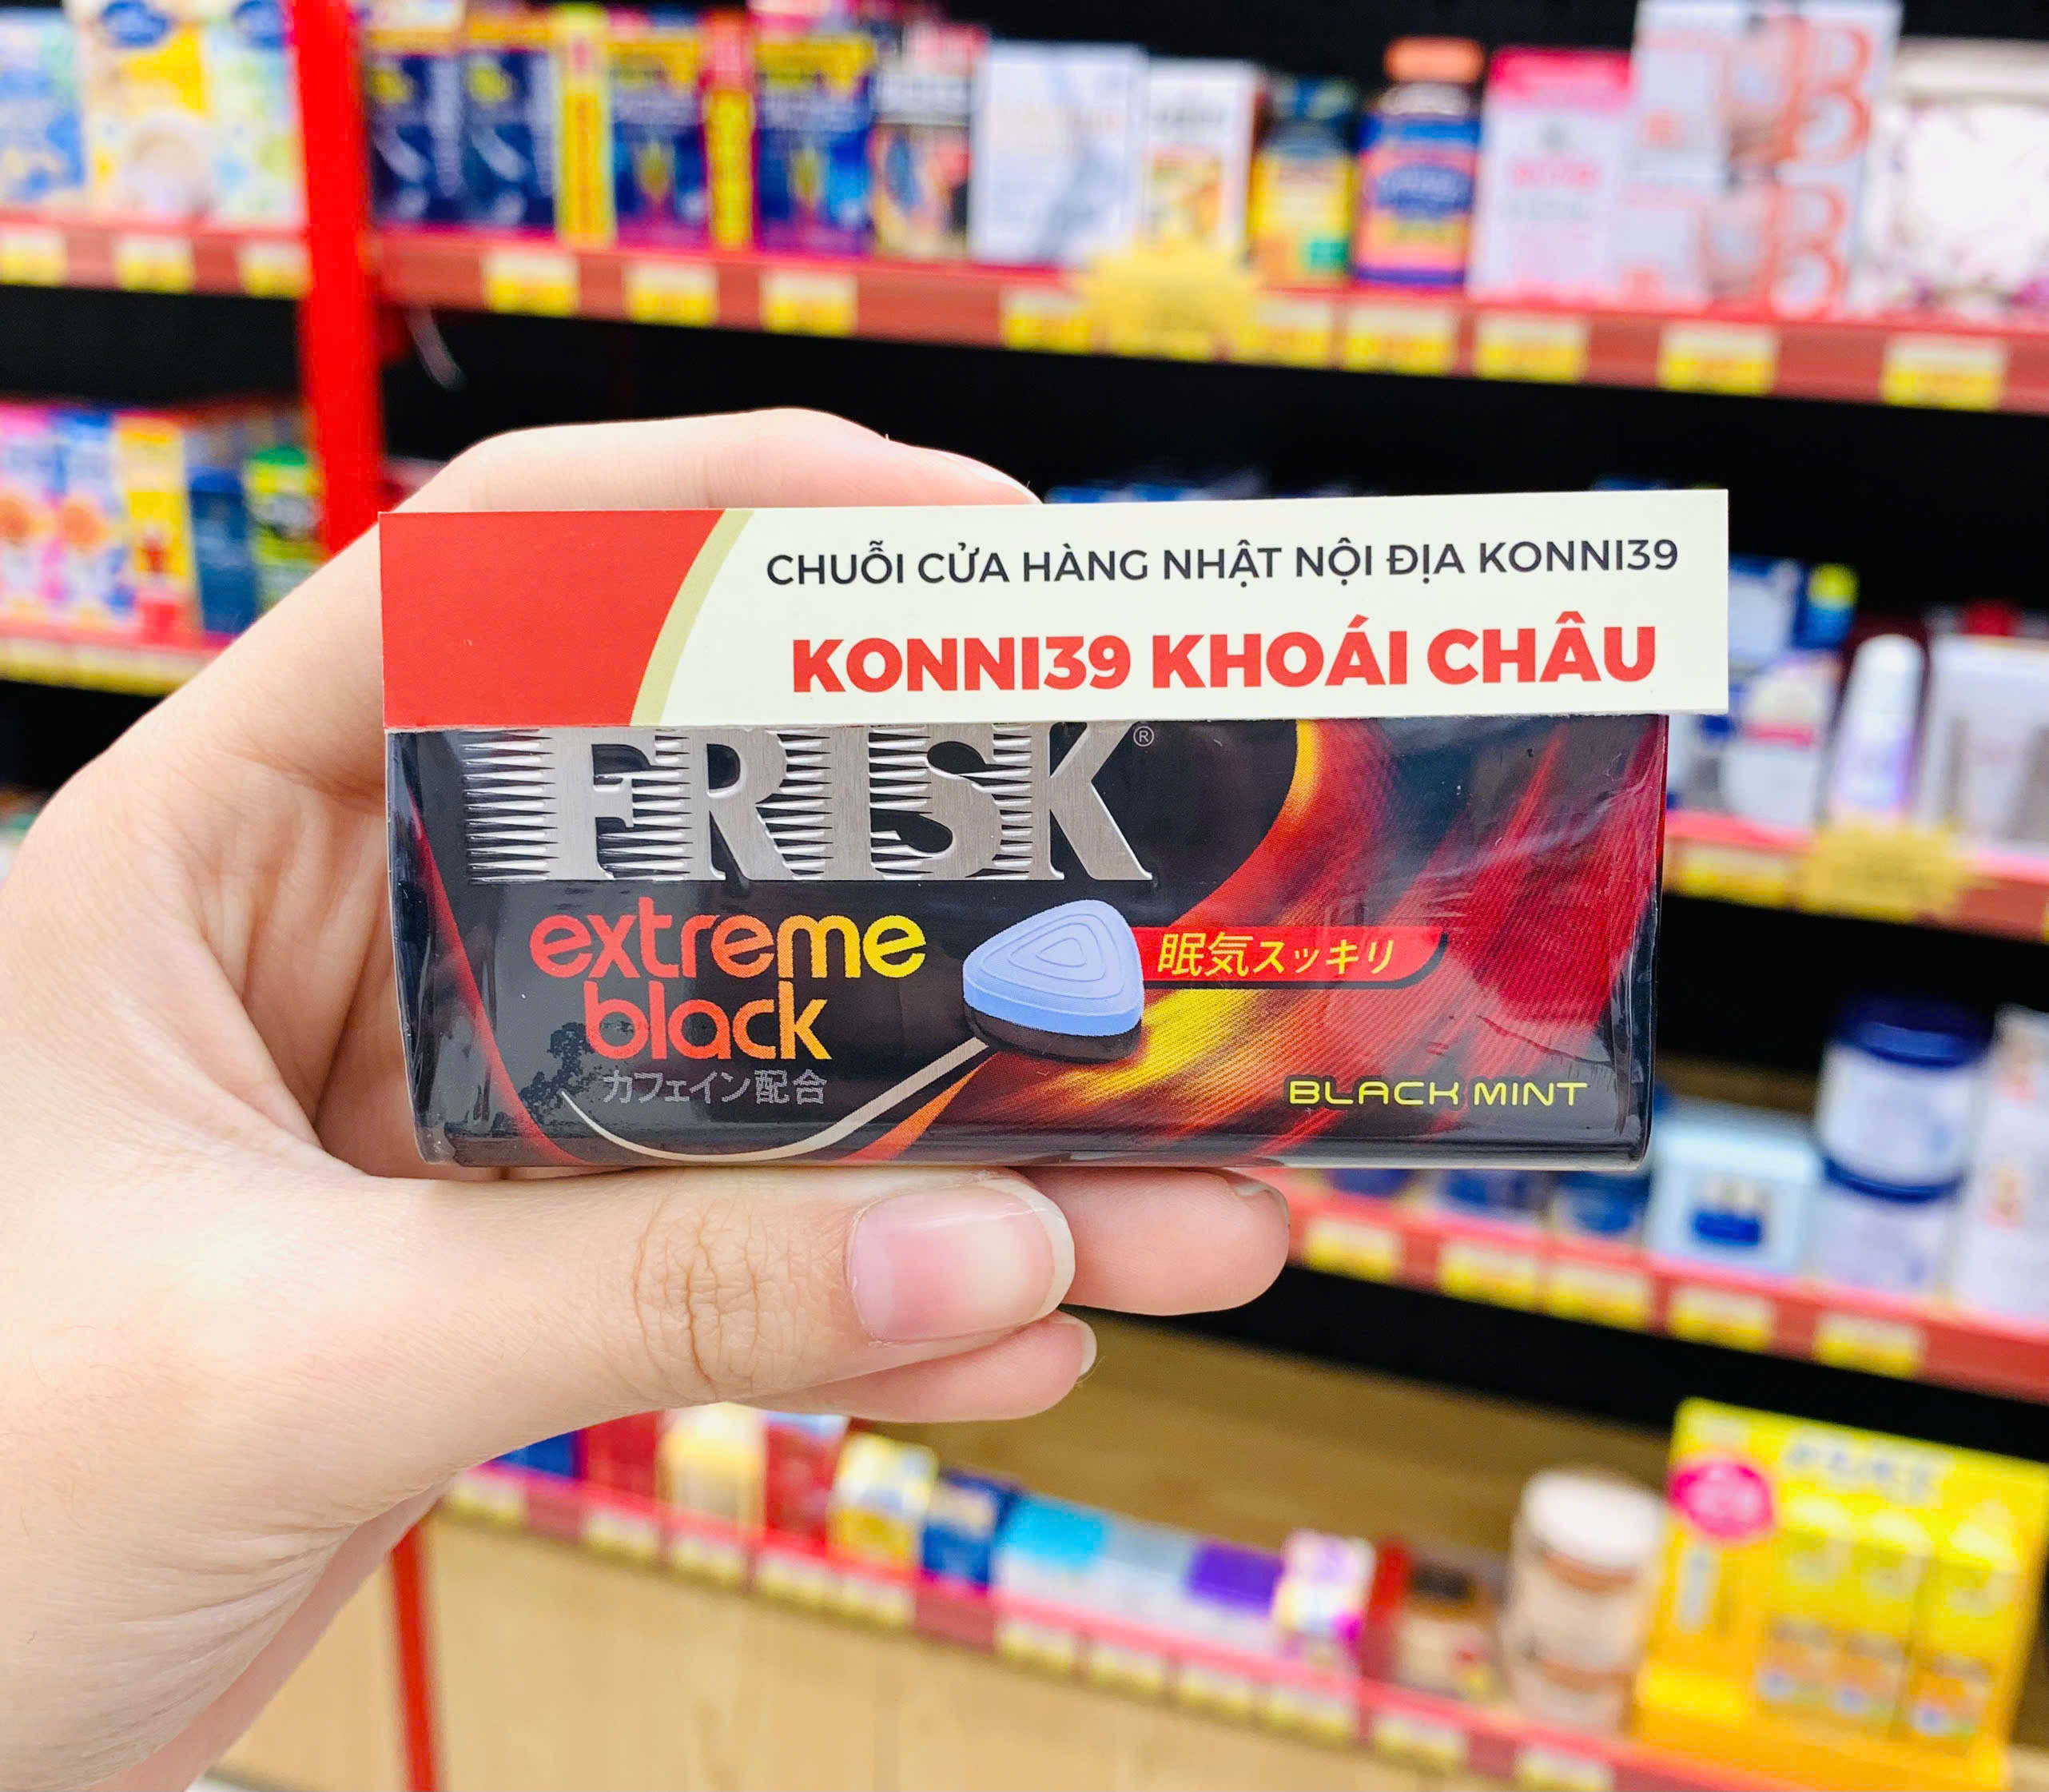 CHUỖI CỬA HÀNG NHẬT NỘI ĐỊA KONNI39
KONNI39 KHOÁI CHÂU
FRISK®
extreme
black
眠気スッキリ
カフェイン配合
BLACK MINT